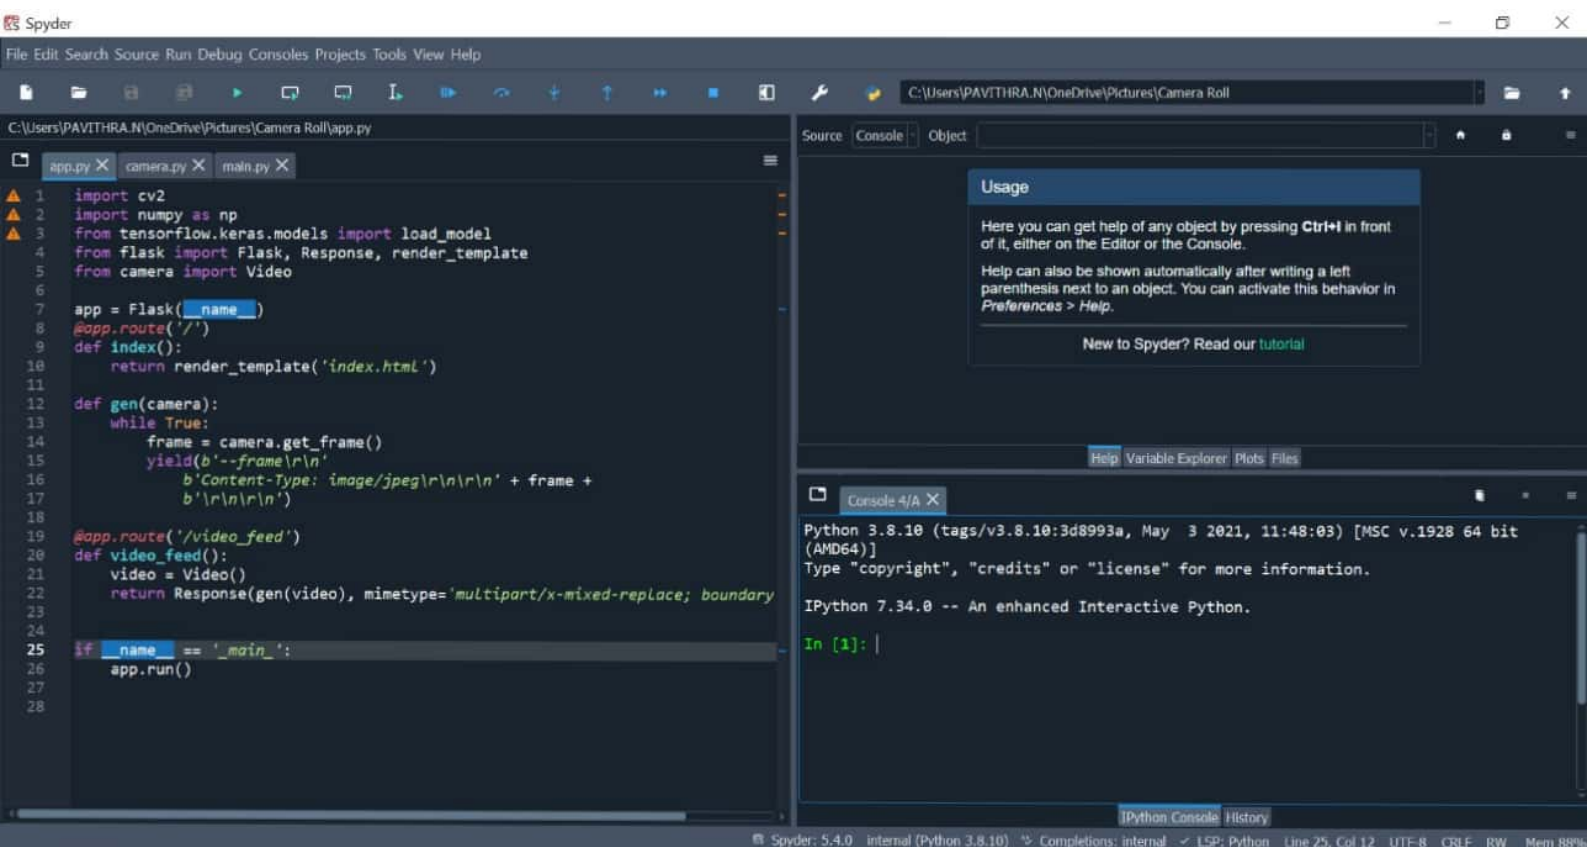 Spyder
File Edit Search Source Run Debug Consoles Projects Tools View Help
C:\Users\PAVITHRA.N\OneDrive\Pictures\Camera Roll
C:\Users\PAVITHRA.N\OneDrive\Pictures\Camera Roll\app.py
app.py camera.py main.py
1 import cv2
2 import numpy as np
3 from tensorflow.keras.models import load_model
4 from flask import Flask, Response, render_template
5 from camera import Video
6
7 app = Flask(__name__)
8 @app.route('/')
9 def index():
10 return render_template('index.html')
11
12 def gen(camera):
13 while True:
14 frame = camera.get_frame()
15 yield(b'--frame\r\n'
16 b'Content-Type: image/jpeg\r\n\r\n' + frame +
17 b'\r\n\r\n')
18
19 @app.route('/video_feed')
20 def video_feed():
21 video = Video()
22 return Response(gen(video), mimetype='multipart/x-mixed-replace; boundary
23
24
25 if __name__ == '_main_':
26 app.run()
27
28
Source Console Object
Usage
Here you can get help of any object by pressing Ctrl+I in front
of it, either on the Editor or the Console.
Help can also be shown automatically after writing a left
parenthesis next to an object. You can activate this behavior in
Preferences > Help.
New to Spyder? Read our tutorial
Help Variable Explorer Plots Files
Console 4/A
Python 3.8.10 (tags/v3.8.10:3d8993a, May 3 2021, 11:48:03) [MSC v.1928 64 bit
(AMD64)]
Type "copyright", "credits" or "license" for more information.
IPython 7.34.0 -- An enhanced Interactive Python.
In [1]:
IPython Console History
Spyder: 5.4.0 internal (Python 3.8.10) Completions: internal LSP: Python Line 25, Col 12 UTF-8 CRLF RW Mem 88%